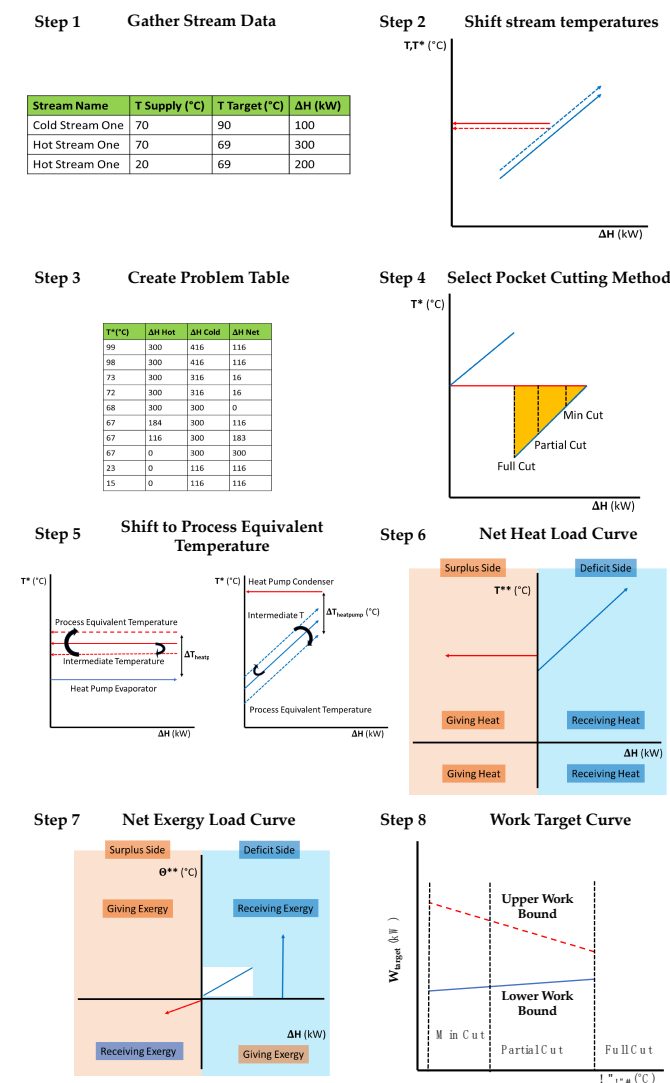 Step 1 Gather Stream Data
Stream Name T Supply (°C) T Target (°C) ΔH (kW)
Cold Stream One 70 90 100
Hot Stream One 70 69 300
Hot Stream One 20 69 200
Step 2 Shift stream temperatures
T,T* (°C)
ΔH (kW)
Step 3 Create Problem Table
T*(°C) ΔH Hot ΔH Cold ΔH Net
99 300 416 116
98 300 416 116
73 300 316 16
72 300 316 16
68 300 300 0
67 184 300 116
67 116 300 183
67 0 300 300
23 0 116 116
15 0 116 116
Step 4 Select Pocket Cutting Method
T* (°C)
Min Cut
Partial Cut
Full Cut
ΔH (kW)
Step 5 Shift to Process Equivalent
Temperature
T* (°C)
Process Equivalent Temperature
Intermediate Temperature
ΔT
Heat Pump Evaporator
ΔH (kW)
T* (°C) Heat Pump Condenser
Intermediate T
ΔTheatpump (°C)
Process Equivalent Temperature
ΔH (kW)
Step 6 Net Heat Load Curve
Surplus Side Deficit Side
T** (°C)
Giving Heat Receiving Heat
ΔH (kW)
Giving Heat Receiving Heat
Step 7 Net Exergy Load Curve
Surplus Side Deficit Side
Θ** (°C)
Giving Exergy Receiving Exergy
ΔH (kW)
Receiving Exergy Giving Exergy
Step 8 Work Target Curve
Wtarget (kW)
Upper Work
Bound
Lower Work
Bound
Min Cut
Partial Cut Full Cut
(°C)